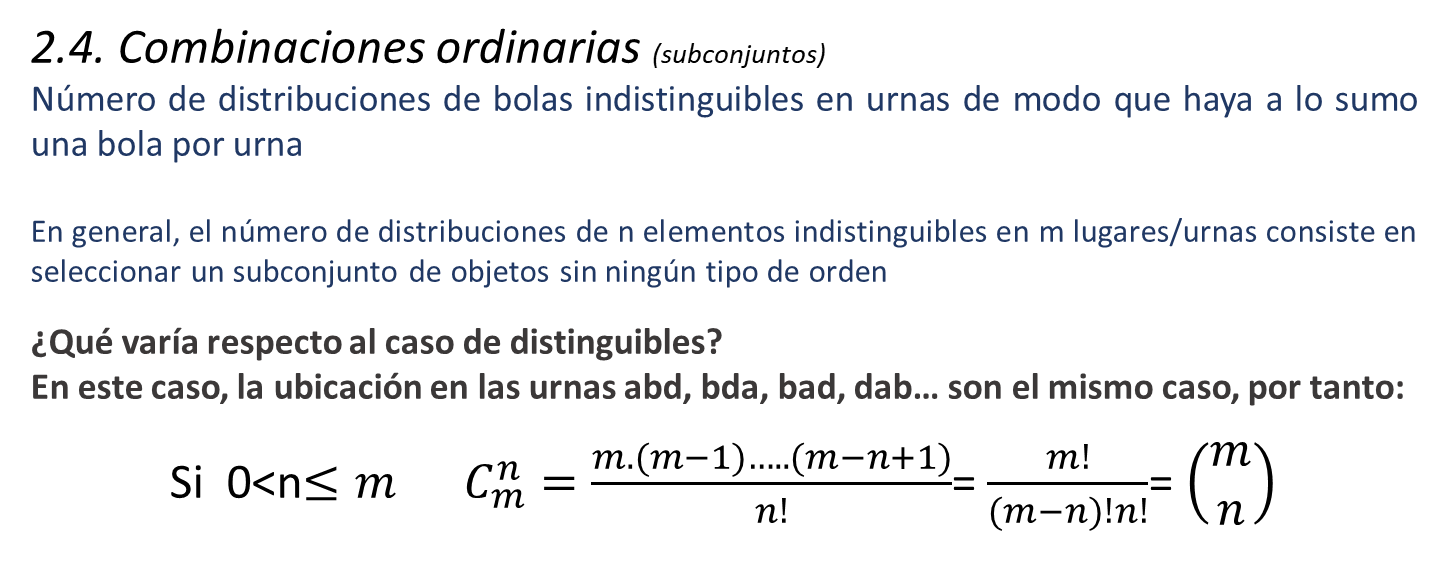 2.4. Combinaciones ordinarias (subconjuntos)
Número de distribuciones de bolas indistinguibles en urnas de modo que haya a lo sumo
una bola por urna
En general, el número de distribuciones de n elementos indistinguibles en m lugares/urnas consiste en
seleccionar un subconjunto de objetos sin ningún tipo de orden
¿Qué varía respecto al caso de distinguibles?
En este caso, la ubicación en las urnas abd, bda, bad, dab... son el mismo caso, por tanto:
Si 0<n≤ m C_m^n = m.(m−1).....(m−n+1)/n! = m!/(m−n)!n! = (m n)